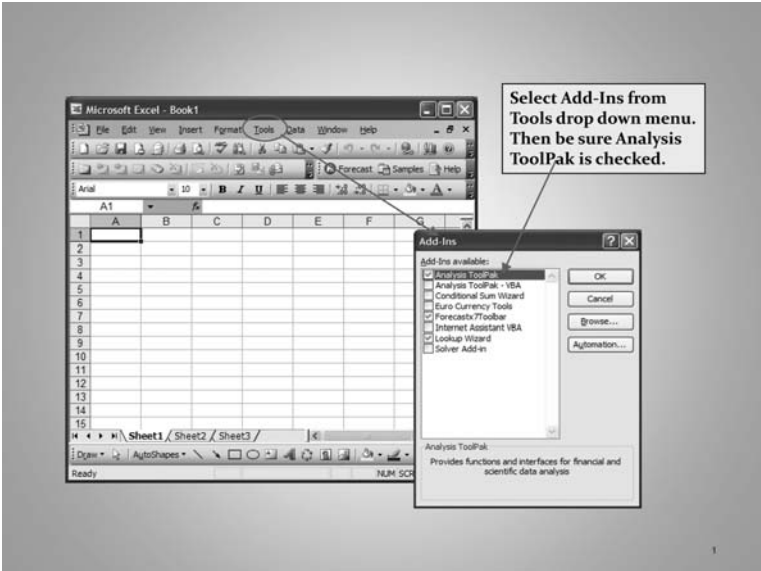 Microsoft Excel - Book1
File Edit View Insert Format Tools Data Window Help
Forecast Samples Help
Arial 10 B I U
A1 fx
A B C D E F G
1
2
3
4
5
6
7
8
9
10
11
12
13
14
15
Sheet1 / Sheet2 / Sheet3 /
Draw AutoShapes
Ready NUM SCR
Select Add-Ins from
Tools drop down menu.
Then be sure Analysis
ToolPak is checked.
Add-Ins
Add-Ins available:
Analysis ToolPak
Analysis ToolPak - VBA
Conditional Sum Wizard
Euro Currency Tools
Forecastx7Toolbar
Internet Assistant VBA
Lookup Wizard
Solver Add-in
OK
Cancel
Browse...
Automation...
Analysis ToolPak
Provides functions and interfaces for financial and
scientific data analysis
1